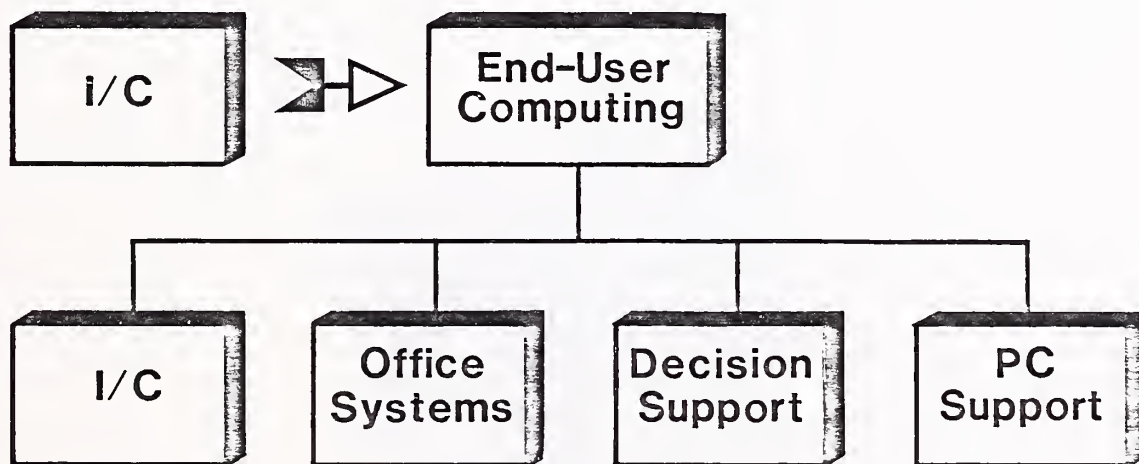 I/C
End-User
Computing
I/C
Office
Systems
Decision
Support
PC
Support